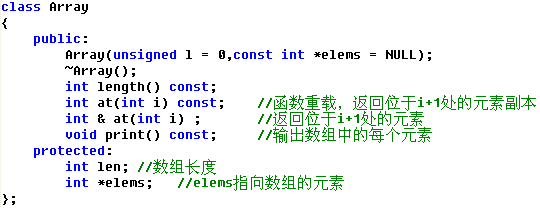 class Array
{
public:
Array(unsigned l = 0,const int *elems = NULL);
~Array();
int length() const;
int at(int i) const; //函数重载，返回位于i+1处的元素副本
int & at(int i) ; //返回位于i+1处的元素
void print() const; //输出数组中的每个元素
protected:
int len; //数组长度
int *elems; //elems指向数组的元素
};